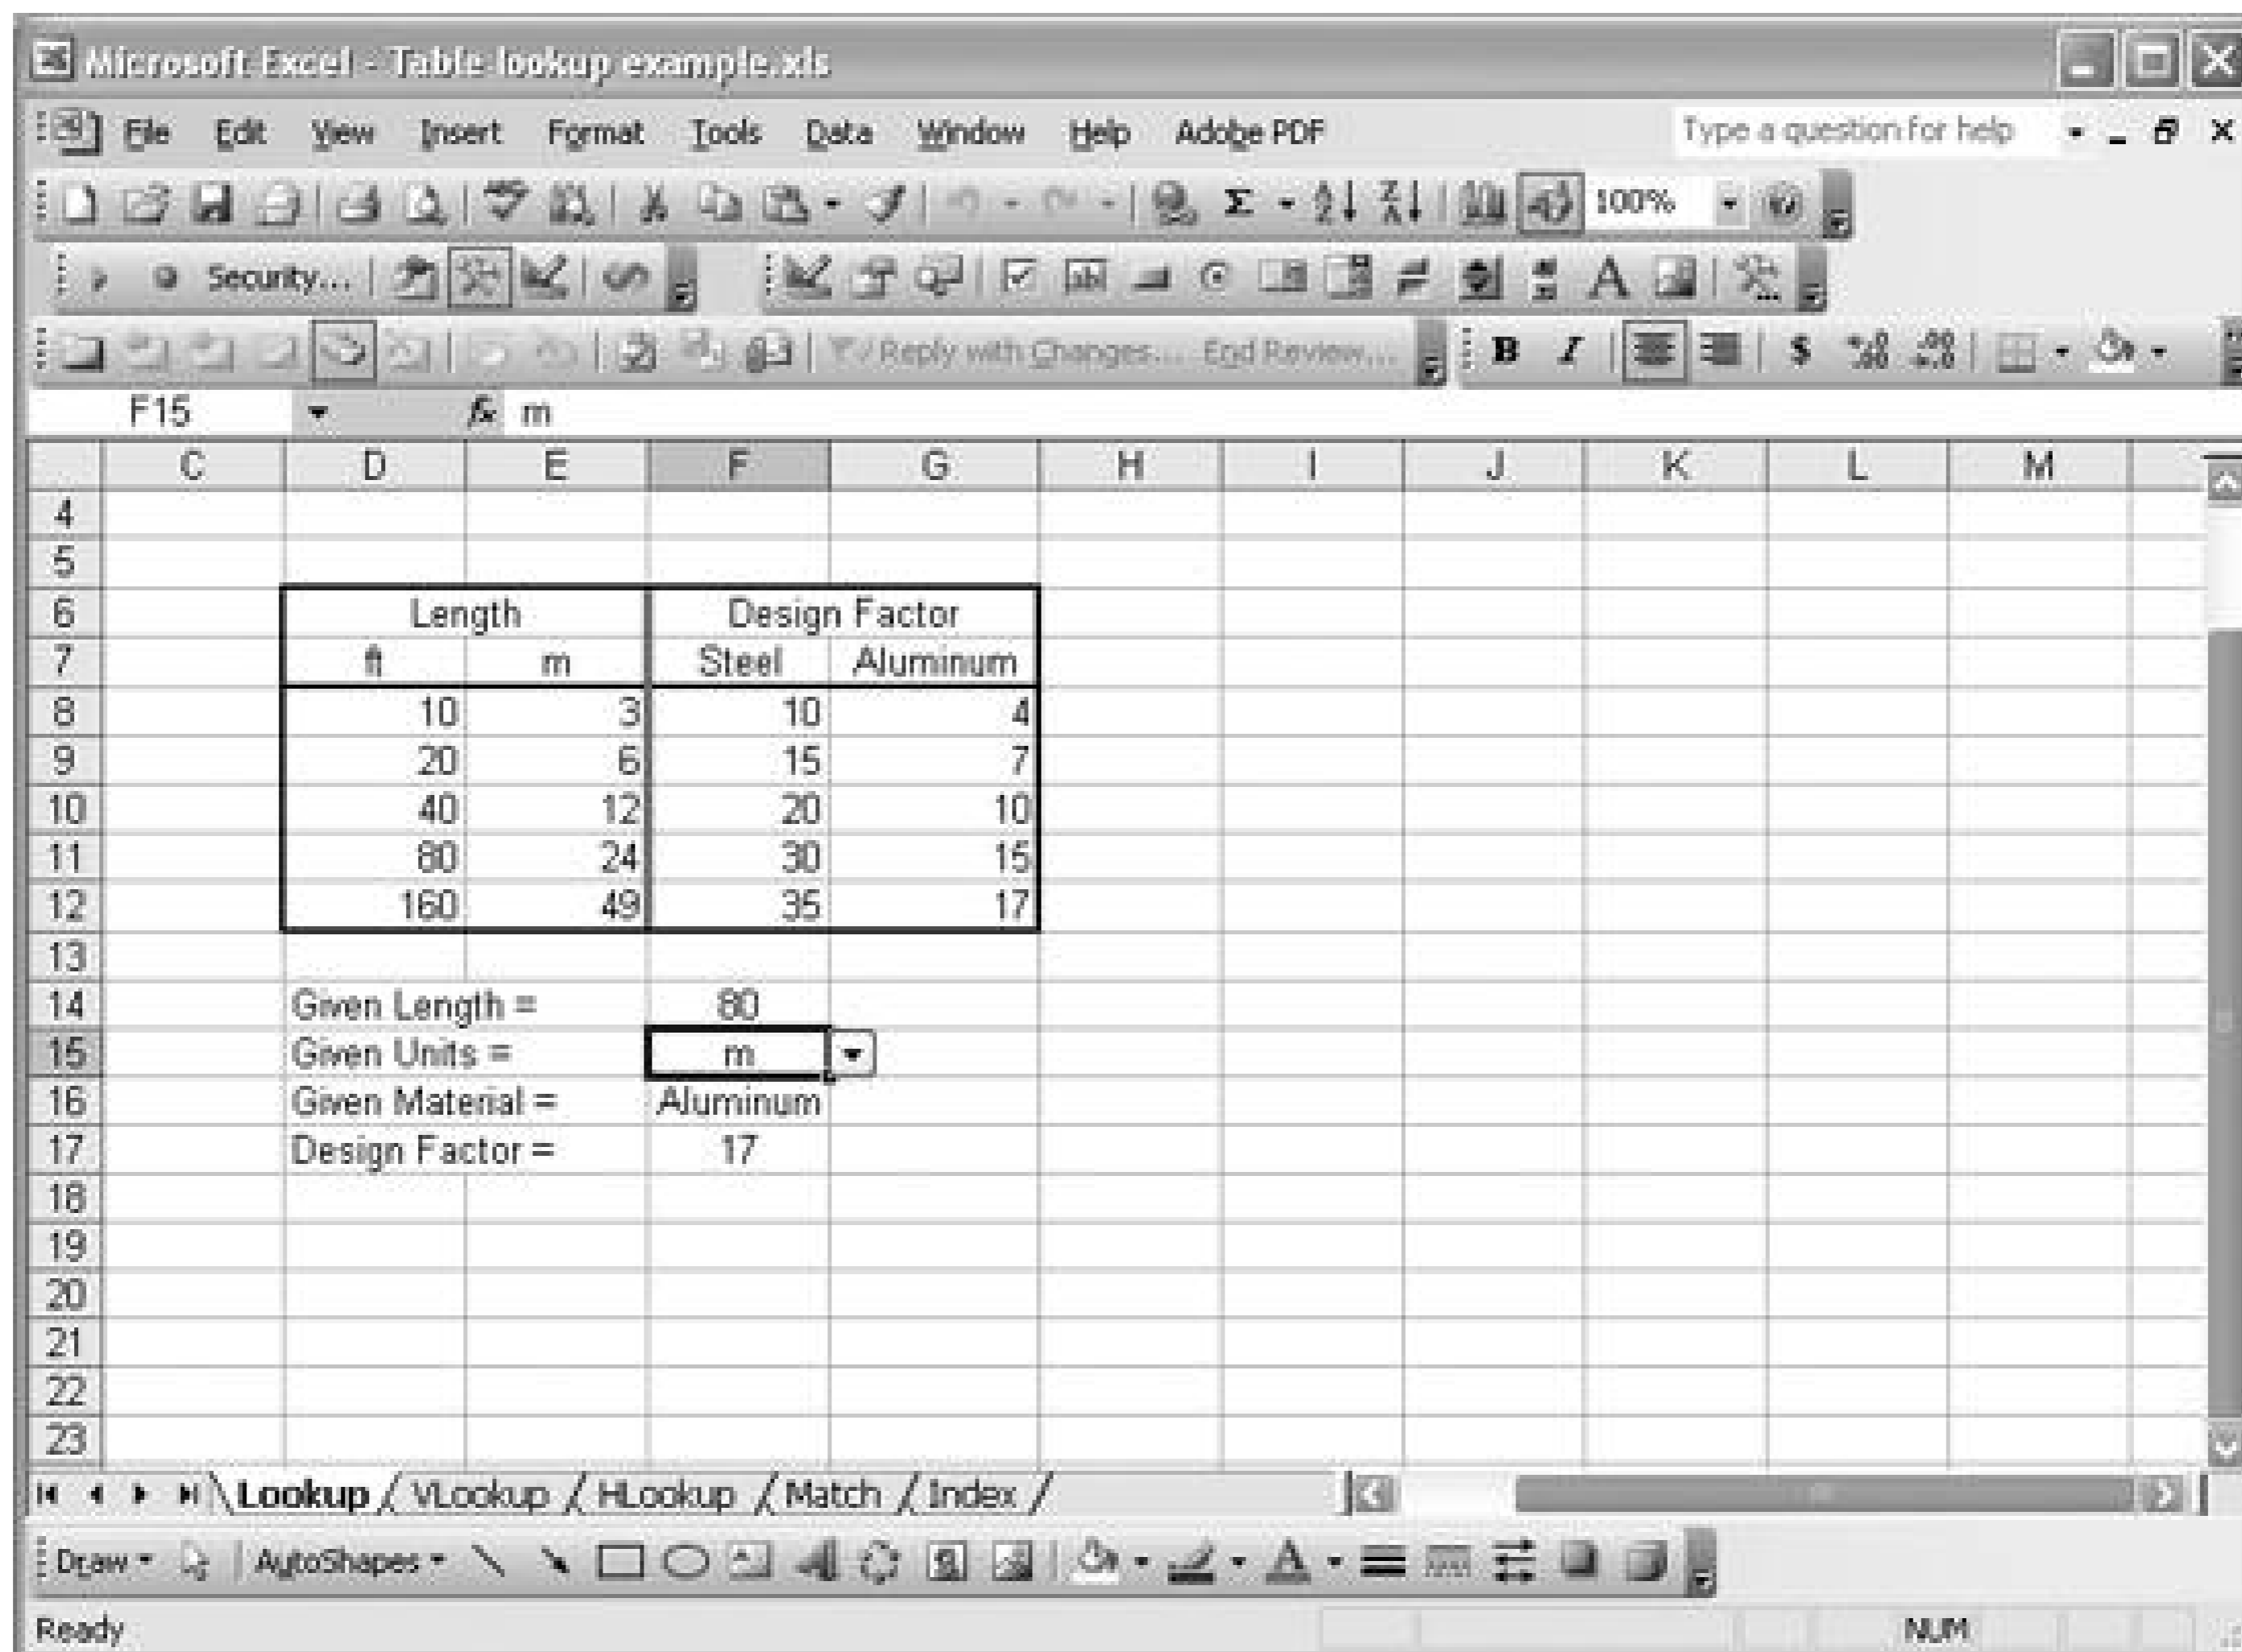 Microsoft Excel - Table lookup example.xls
File Edit View Insert Format Tools Data Window Help Adobe PDF Type a question for help
100%
Security...
Reply with Changes... End Review... B I $
F15 fx m
C D E F G H I J K L M
4
5
6 Length Design Factor
7 ft m Steel Aluminum
8 10 3 10 4
9 20 6 15 7
10 40 12 20 10
11 80 24 30 15
12 160 49 35 17
13
14 Given Length = 80
15 Given Units = m
16 Given Material = Aluminum
17 Design Factor = 17
18
19
20
21
22
23
Lookup VLookup HLookup Match Index
Draw AutoShapes
Ready NUM